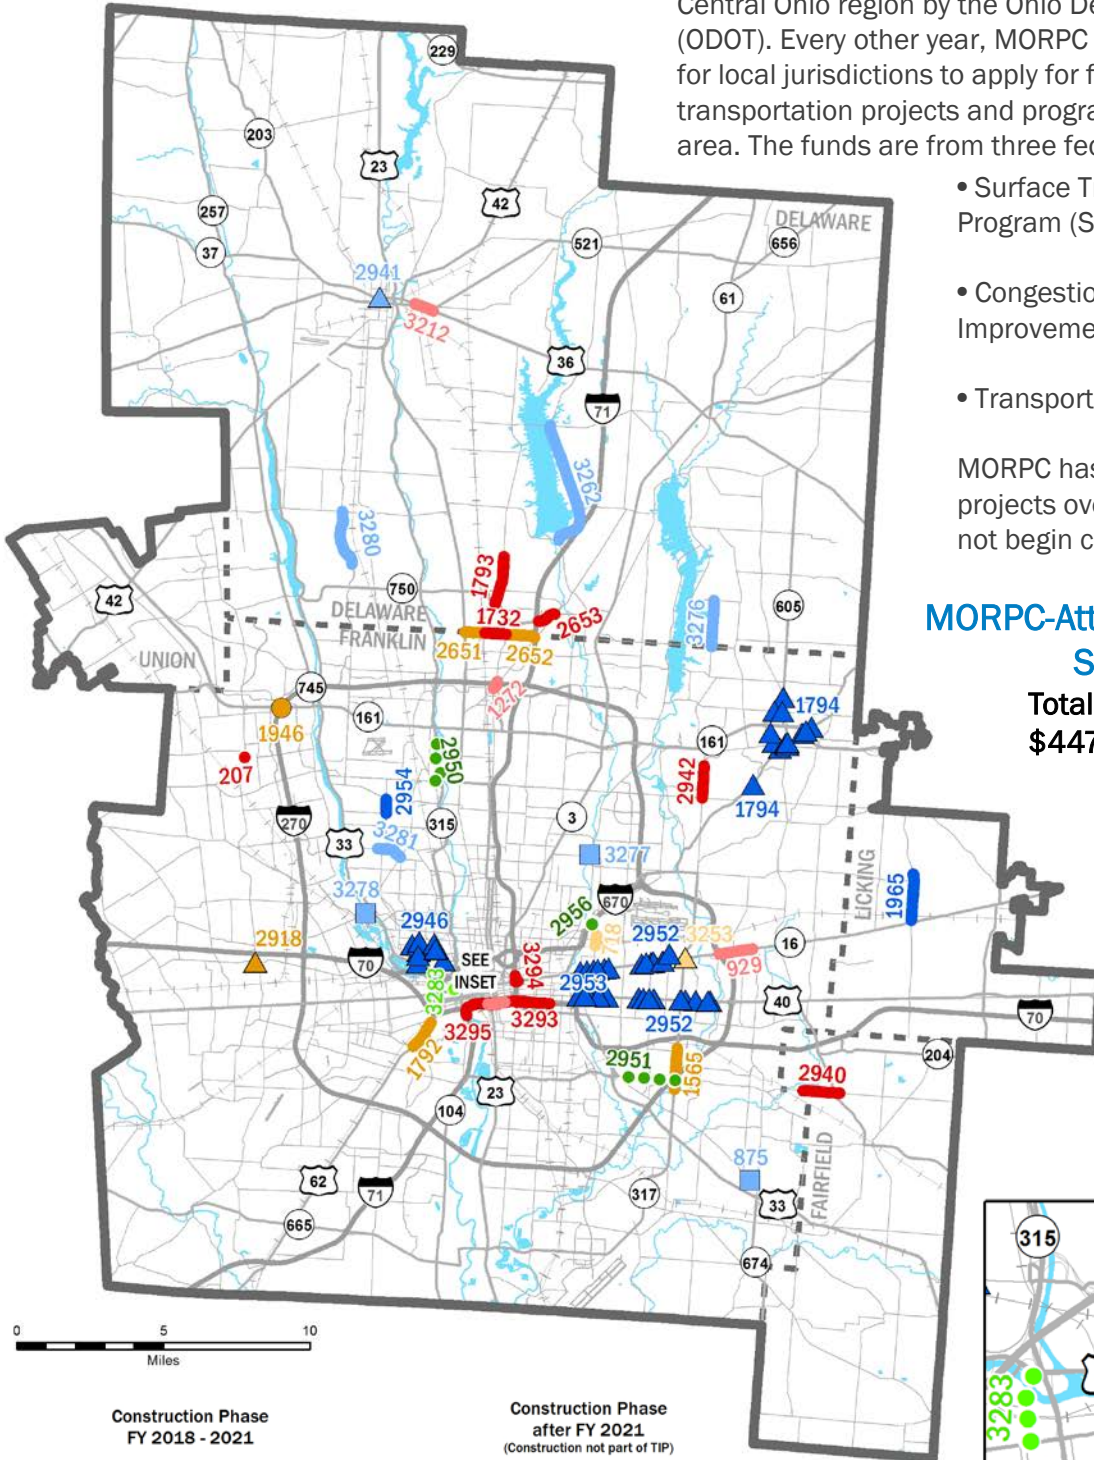 Central Ohio region by the Ohio De
(ODOT). Every other year, MORPC
for local jurisdictions to apply for f
transportation projects and progra
area. The funds are from three fed
• Surface T
Program (S
• Congestio
Improveme
• Transport
MORPC has
projects ov
not begin c
MORPC-Att
S
Total
$447
229
203
23
42
257
37
521
656
DELAWARE
61
2941
3212
36
71
3262
3280
42
750
1793
605
DELAWARE
1732
2653
3276
FRANKLIN
2651
2652
UNION
745
1272
161
1946
1794
207
2950
161
2942
2954
1794
270
315
3
33
3281
3277
LICKING
1965
3278
670
2956
2946
718
2952
3253
16
2918
70
SEE
INSET
3294
929
3283
2953
40
3295
3293
2952
70
1792
2951
1565
204
23
2940
104
875
FAIRFIELD
62
71
317
33
665
674
315
3283
0
5
10
Miles
Construction Phase
FY 2018 - 2021
Construction Phase
after FY 2021
(Construction not part of TIP)